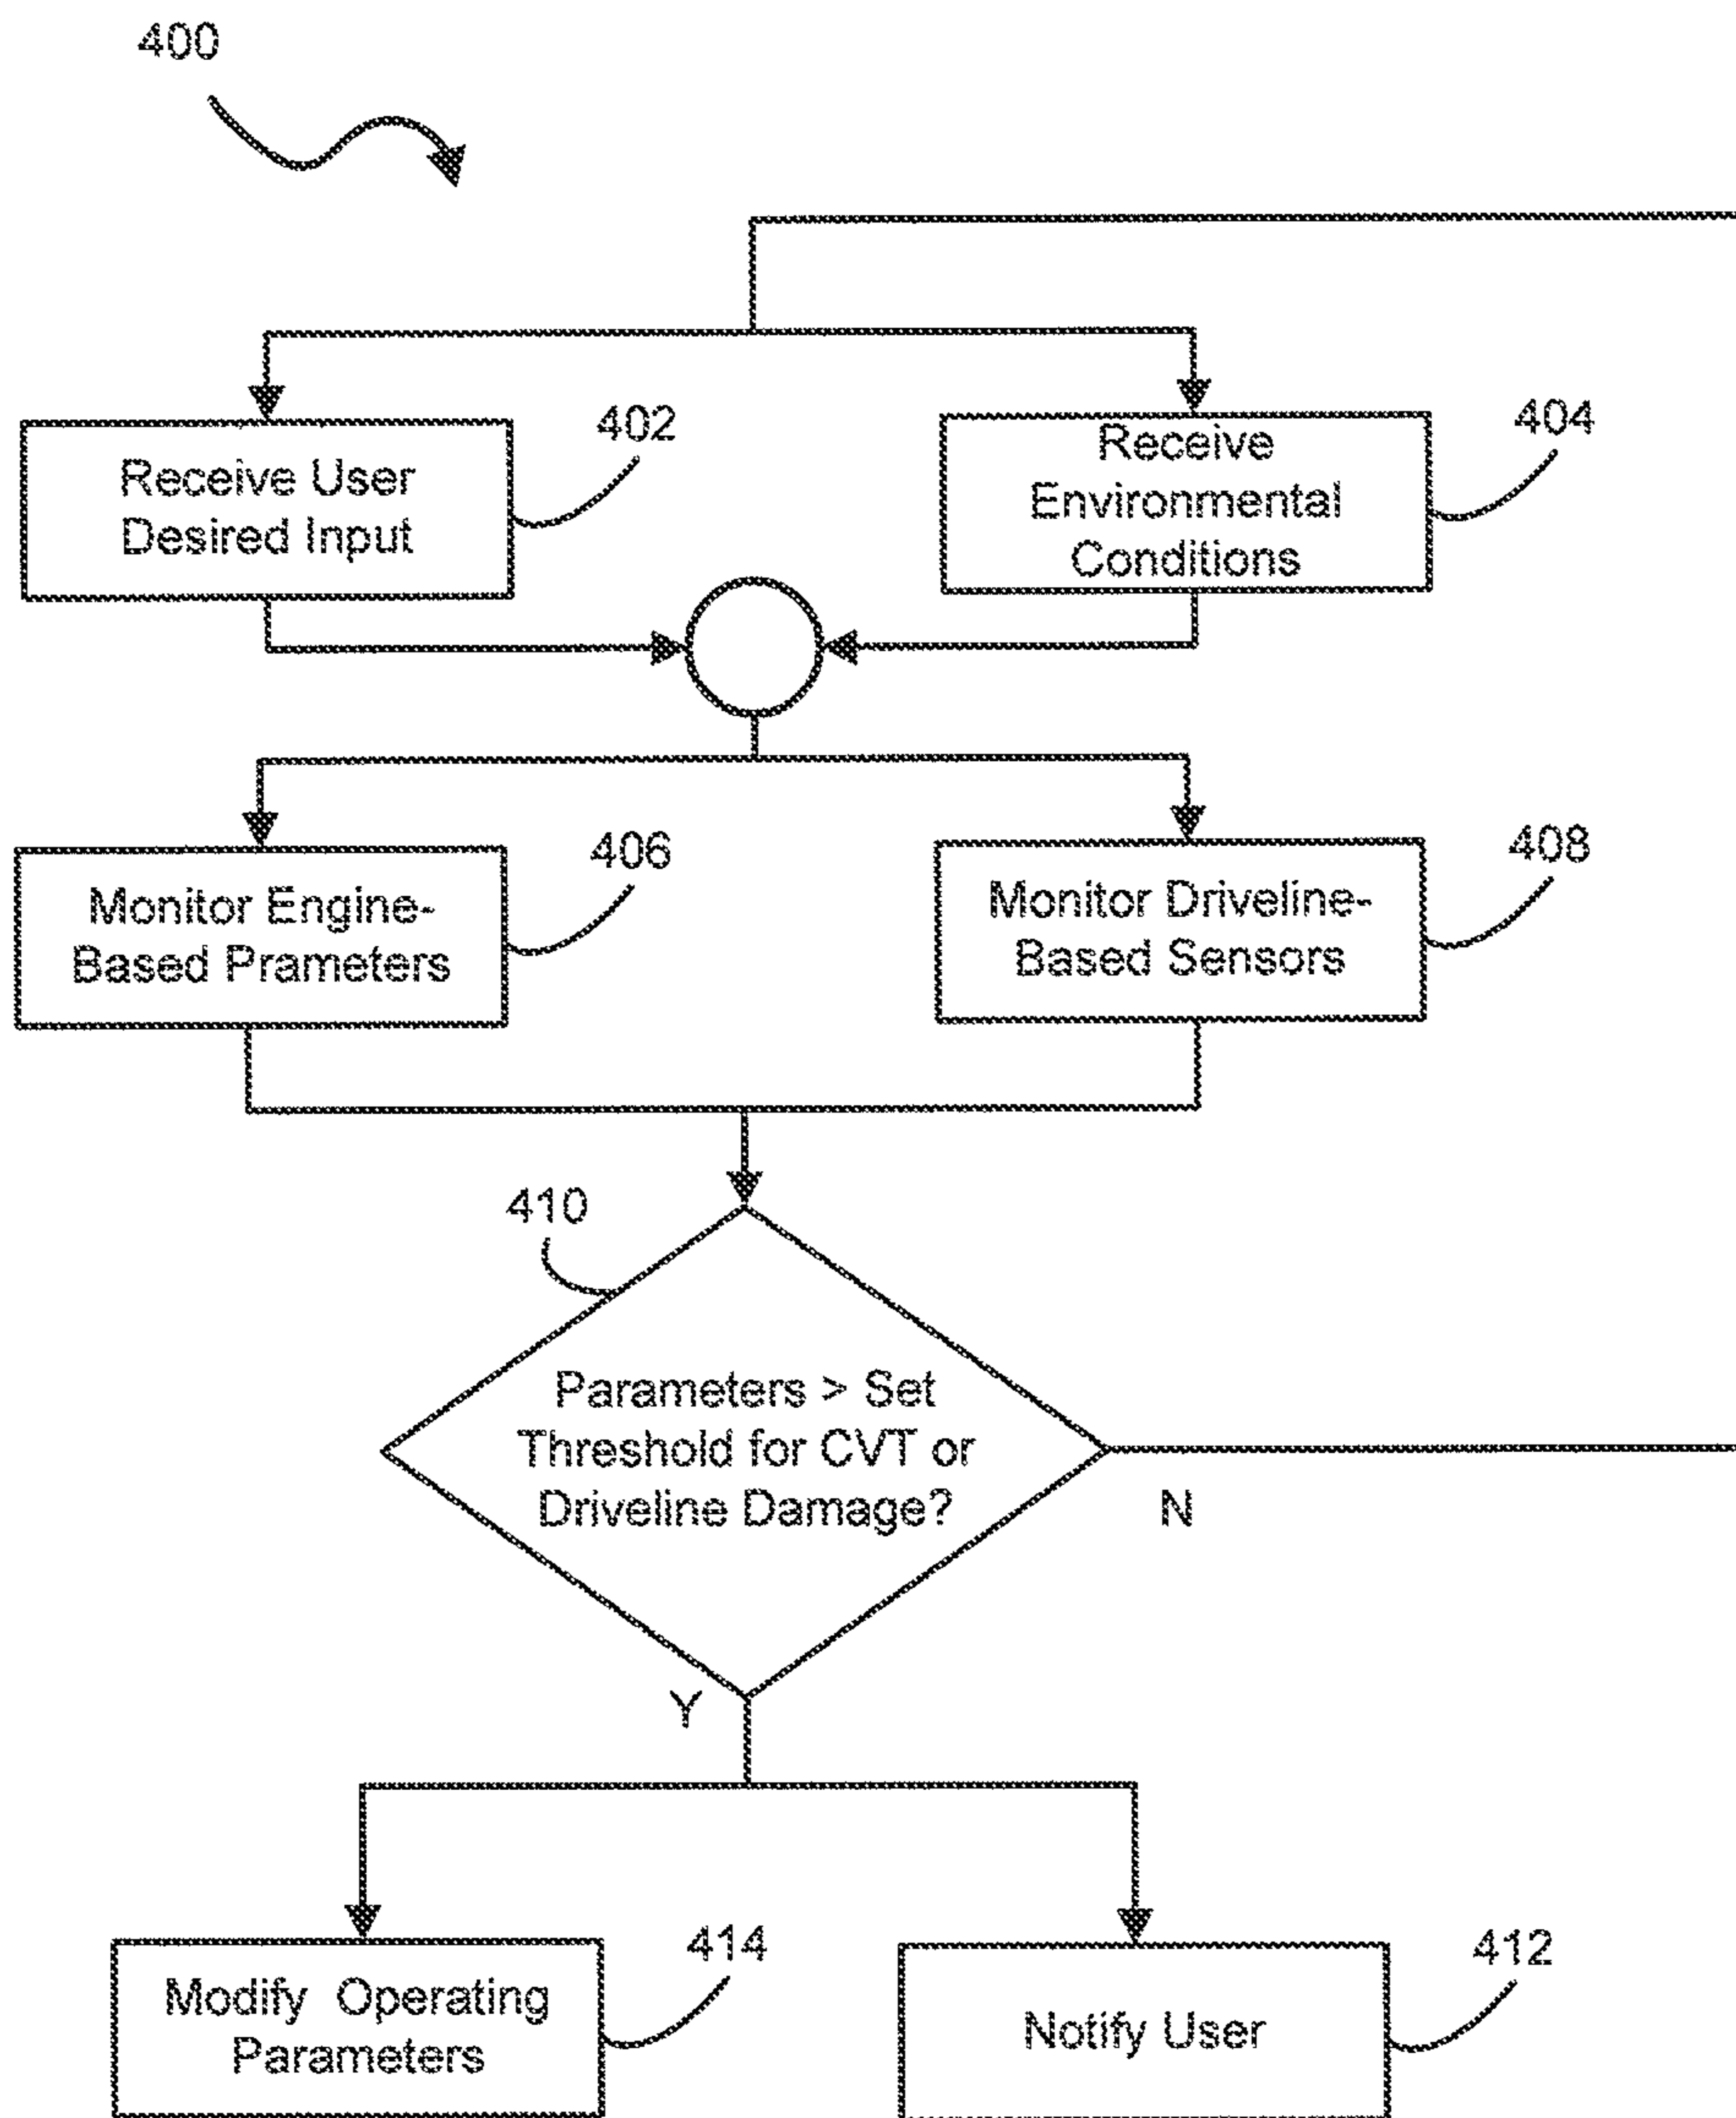 400
402
Receive User
Desired Input
404
Receive
Environmental
Conditions
406
Monitor Engine-
Based Prameters
408
Monitor Driveline-
Based Sensors
410
Parameters > Set
Threshold for CVT or
Driveline Damage?
N
Y
414
Modify Operating
Parameters
412
Notify User